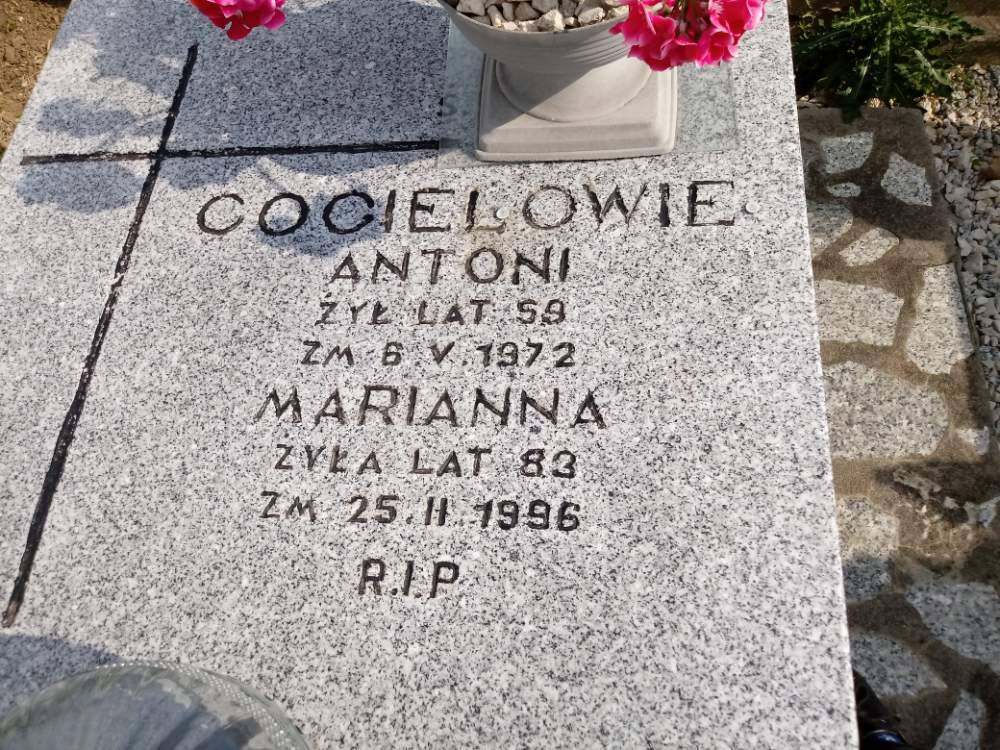 COCIELOWIE
ANTONI
ŻYŁ LAT 59
ZM 6.V.1972
MARIANNA
ŻYŁA LAT 83
ZM 25.II.1996
R.I.P